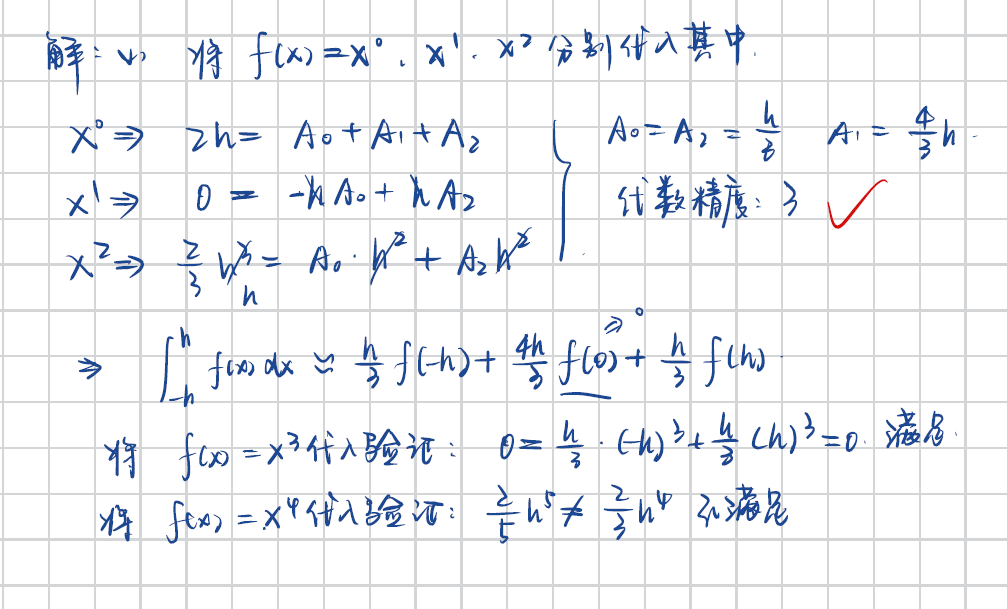 解：(1) 将 f(x)=x⁰、x¹、x² 分别代入其中.
x⁰ ⇒ 2h = A₀ + A₁ + A₂ } A₀ = A₂ = h/3 A₁ = 4/3 h.
x¹ ⇒ 0 = -hA₀ + hA₂ 代数精度：3 ✓
x² ⇒ 2/3 h³ = A₀·h² + A₂h²
h
⇒ ∫₋ₕʰ f(x) dx ≈ h/3 f(-h) + 4h/3 f(0) + h/3 f(h).
将 f(x) = x³ 代入验证： 0 = h/3 · (-h)³ + h/3 (h)³ = 0. 满足.
将 f(x) = x⁴ 代入验证： 2/5 h⁵ ≠ 2/3 h⁴ 不满足